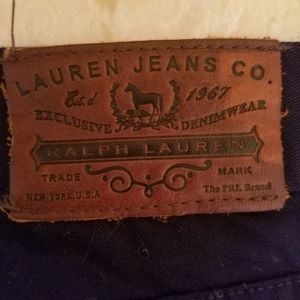 LAUREN JEANS CO.
Est.d 1967
EXCLUSIVE DENIMWEAR
RALPH LAUREN
TRADE MARK
NEW YORK, U.S.A The PRL Brand